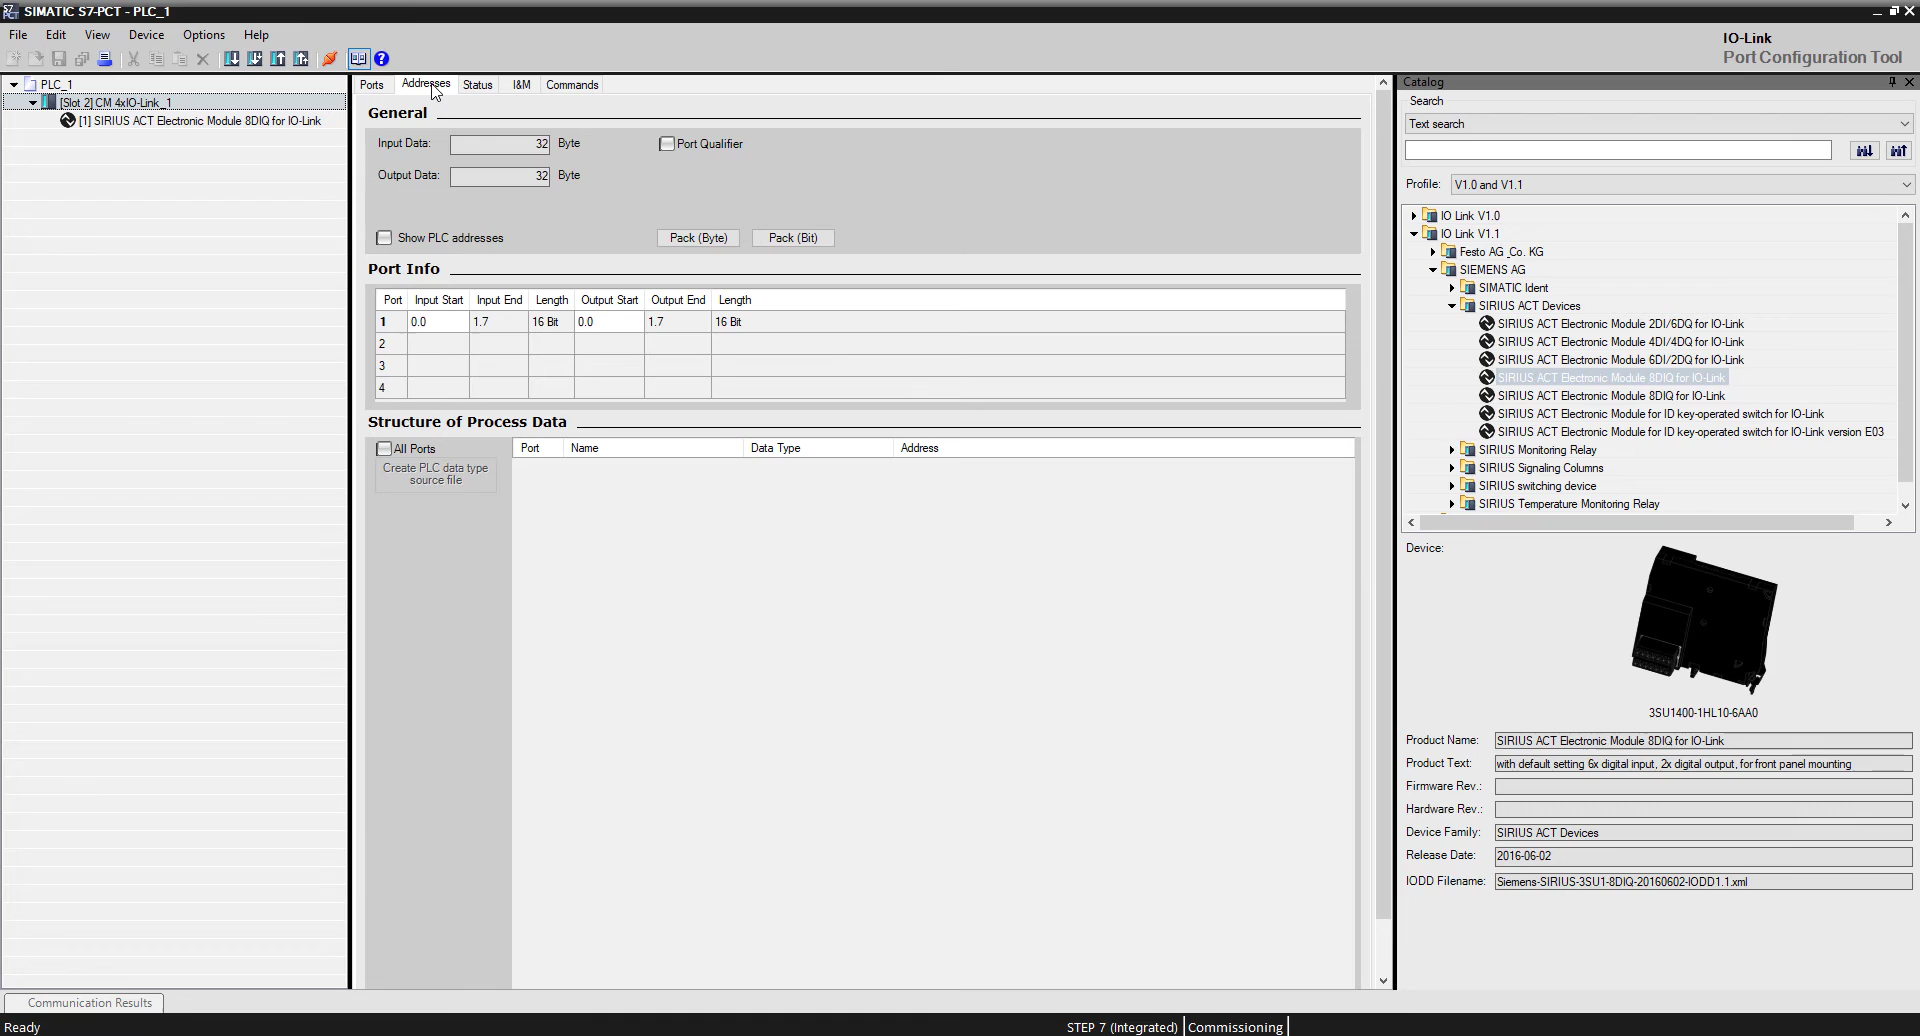 SIMATIC S7-PCT - PLC_1
File Edit View Device Options Help
IO-Link
Port Configuration Tool
PLC_1
[Slot 2] CM 4xIO-Link_1
[1] SIRIUS ACT Electronic Module 8DIQ for IO-Link
Ports Addresses Status I&M Commands
General
Input Data: 32 Byte Port Qualifier
Output Data: 32 Byte
Show PLC addresses Pack (Byte) Pack (Bit)
Port Info
Port Input Start Input End Length Output Start Output End Length
1 0.0 1.7 16 Bit 0.0 1.7 16 Bit
2
3
4
Structure of Process Data
All Ports
Create PLC data type
source file
Port Name Data Type Address
Catalog
Search
Text search
Profile: V1.0 and V1.1
IO Link V1.0
IO Link V1.1
Festo AG_Co. KG
SIEMENS AG
SIMATIC Ident
SIRIUS ACT Devices
SIRIUS ACT Electronic Module 2DI/6DQ for IO-Link
SIRIUS ACT Electronic Module 4DI/4DQ for IO-Link
SIRIUS ACT Electronic Module 6DI/2DQ for IO-Link
SIRIUS ACT Electronic Module 8DIQ for IO-Link
SIRIUS ACT Electronic Module 8DIQ for IO-Link
SIRIUS ACT Electronic Module for ID key-operated switch for IO-Link
SIRIUS ACT Electronic Module for ID key-operated switch for IO-Link version E03
SIRIUS Monitoring Relay
SIRIUS Signaling Columns
SIRIUS switching device
SIRIUS Temperature Monitoring Relay
Device:
3SU1400-1HL10-6AA0
Product Name: SIRIUS ACT Electronic Module 8DIQ for IO-Link
Product Text: with default setting 6x digital input, 2x digital output, for front panel mounting
Firmware Rev.:
Hardware Rev.:
Device Family: SIRIUS ACT Devices
Release Date: 2016-06-02
IODD Filename: Siemens-SIRIUS-3SU1-8DIQ-20160602-IODD1.1.xml
Communication Results
Ready
STEP 7 (Integrated) Commissioning